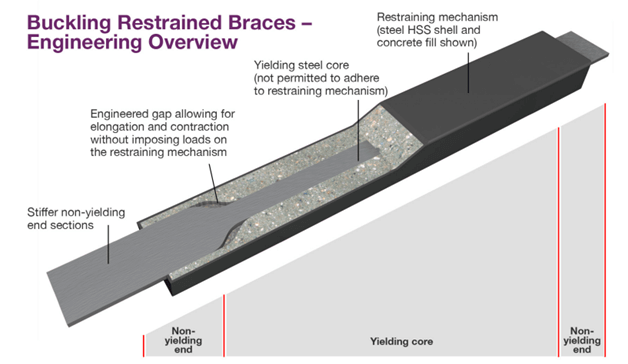 Buckling Restrained Braces –
Engineering Overview
Restraining mechanism
(steel HSS shell and
concrete fill shown)
Yielding steel core
(not permitted to adhere
to restraining mechanism)
Engineered gap allowing for
elongation and contraction
without imposing loads on
the restraining mechanism
Stiffer non-yielding
end sections
Non-
yielding
end
Yielding core
Non-
yielding
end